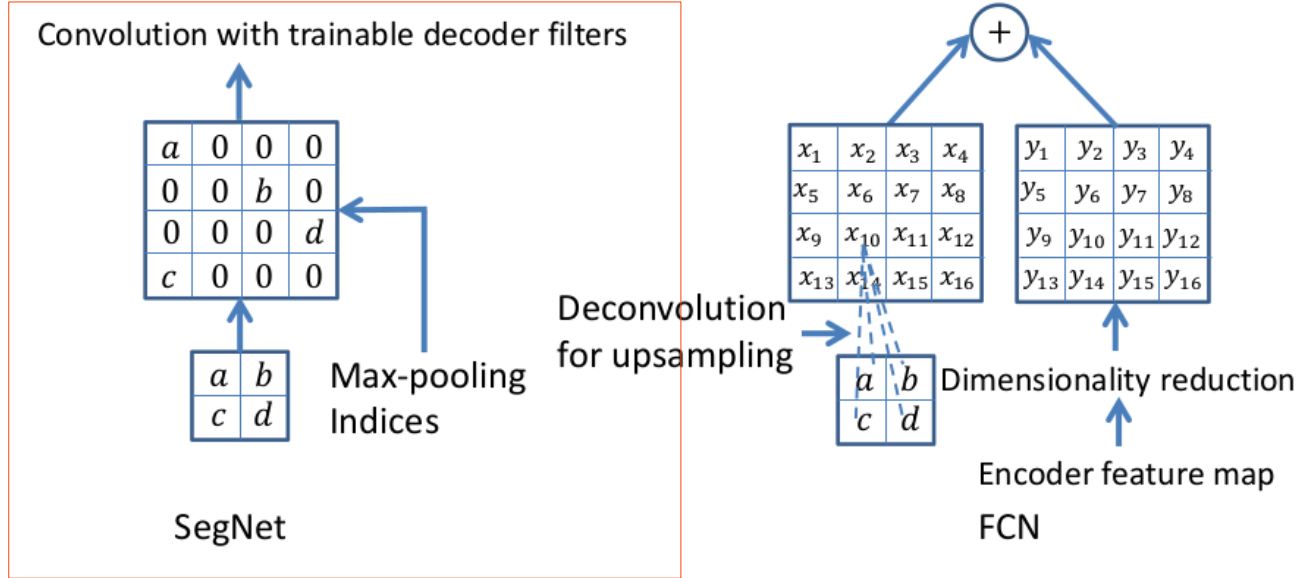 Convolution with trainable decoder filters
a 0 0 0
0 0 b 0
0 0 0 d
c 0 0 0
a b
c d
Max-pooling
Indices
SegNet
+
x₁ x₂ x₃ x₄
x₅ x₆ x₇ x₈
x₉ x₁₀ x₁₁ x₁₂
x₁₃ x₁₄ x₁₅ x₁₆
y₁ y₂ y₃ y₄
y₅ y₆ y₇ y₈
y₉ y₁₀ y₁₁ y₁₂
y₁₃ y₁₄ y₁₅ y₁₆
Deconvolution
for upsampling
a b
c d
Dimensionality reduction
Encoder feature map
FCN